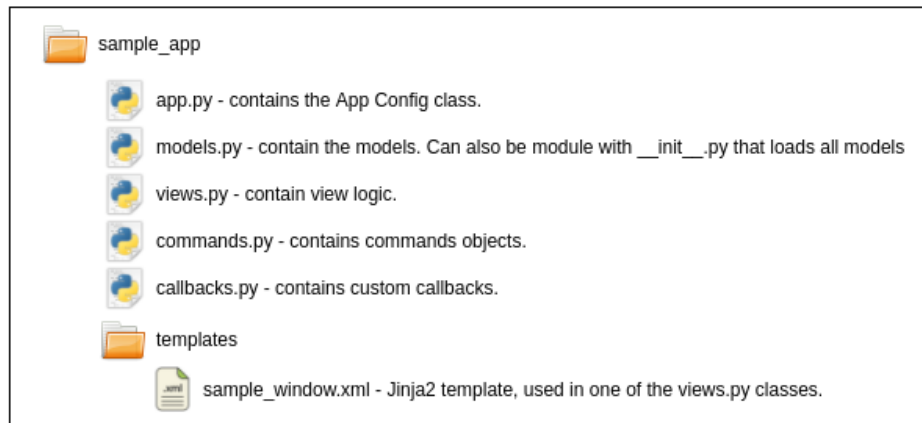 sample_app
app.py - contains the App Config class.
models.py - contain the models. Can also be module with __init__.py that loads all models
views.py - contain view logic.
commands.py - contains commands objects.
callbacks.py - contains custom callbacks.
templates
.xml
sample_window.xml - Jinja2 template, used in one of the views.py classes.